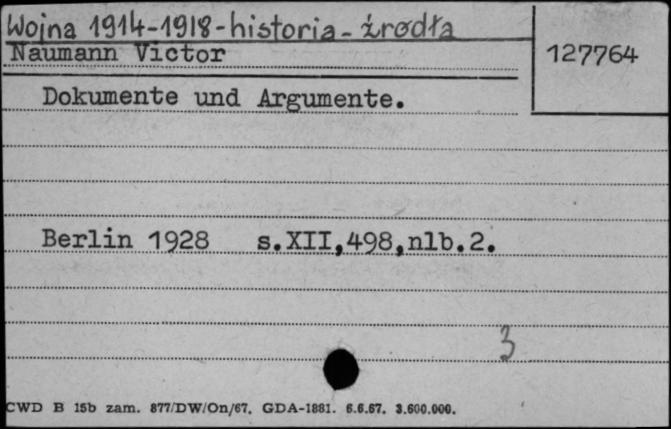 Wojna 1914-1918-historia-źrodła
Naumann Victor
127764
Dokumente und Argumente.
Berlin 1928 s.XII,498,nlb.2.
3
CWD B 15b zam. 877/DW/On/67. GDA-1881. 6.6.67. 3.600.000.